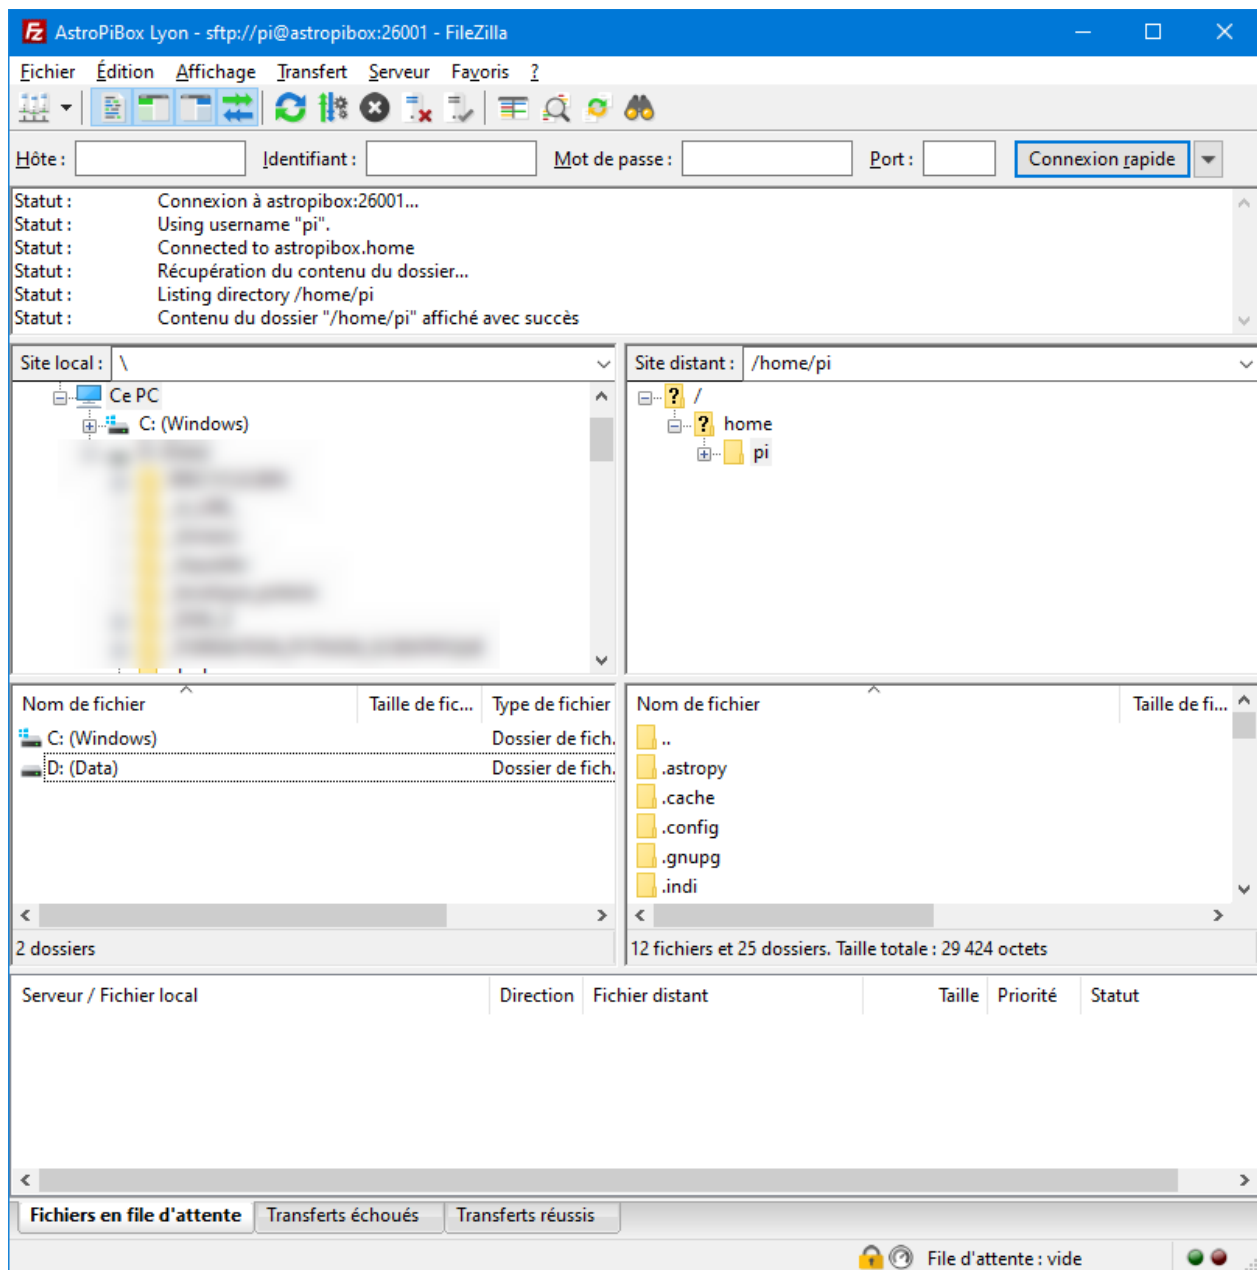 AstroPiBox Lyon - sftp://pi@astropibox:26001 - FileZilla
Fichier Édition Affichage Transfert Serveur Favoris ?
Hôte : Identifiant : Mot de passe : Port : Connexion rapide
Statut : Connexion à astropibox:26001...
Statut : Using username "pi".
Statut : Connected to astropibox.home
Statut : Récupération du contenu du dossier...
Statut : Listing directory /home/pi
Statut : Contenu du dossier "/home/pi" affiché avec succès
Site local : \
Ce PC
C: (Windows)
Site distant : /home/pi
/
home
pi
Nom de fichier Taille de fic... Type de fichier
C: (Windows) Dossier de fich.
D: (Data) Dossier de fich.
2 dossiers
Nom de fichier Taille de fi...
..
.astropy
.cache
.config
.gnupg
.indi
12 fichiers et 25 dossiers. Taille totale : 29 424 octets
Serveur / Fichier local Direction Fichier distant Taille Priorité Statut
Fichiers en file d'attente Transferts échoués Transferts réussis
File d'attente : vide